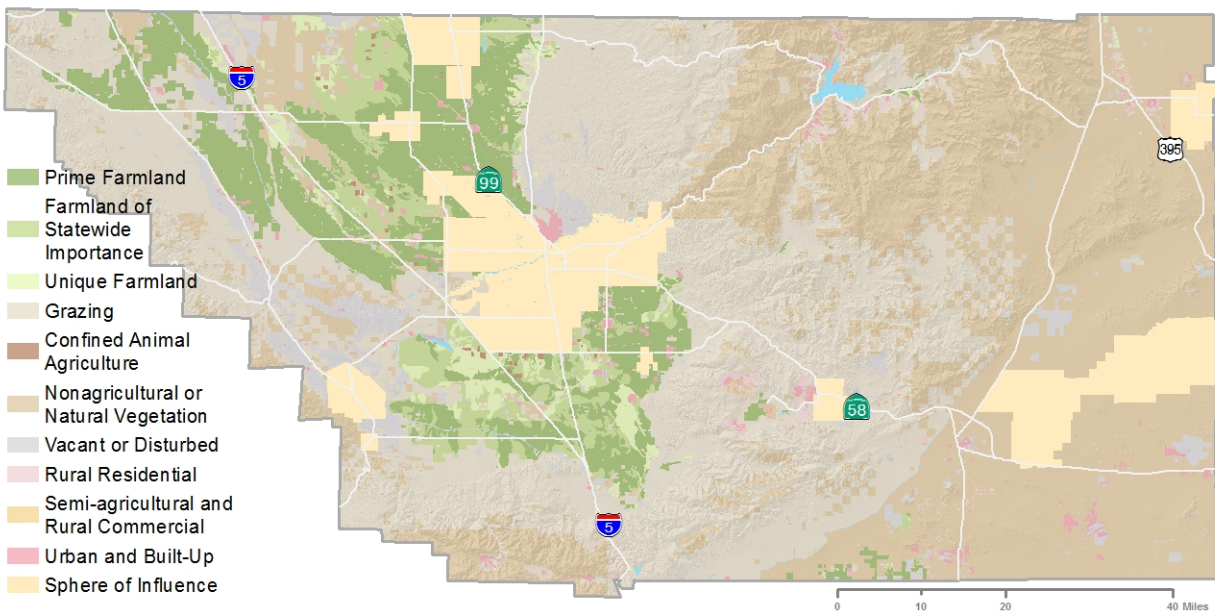 5
395
99
Prime Farmland
Farmland of
Statewide
Importance
Unique Farmland
Grazing
Confined Animal
Agriculture
Nonagricultural or
Natural Vegetation
58
Vacant or Disturbed
Rural Residential
Semi-agricultural and
Rural Commercial
5
Urban and Built-Up
Sphere of Influence
0 10 20 40 Miles